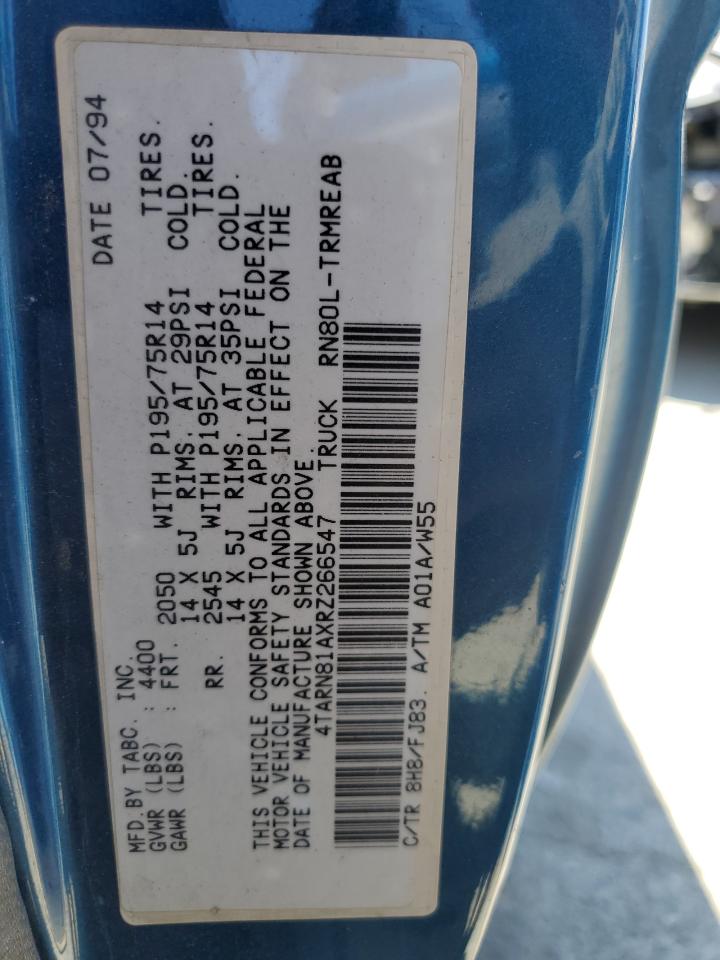 DATE 07/94
MFD.BY TABC, INC.
GVWR (LBS) : 4400
GAWR (LBS) : FRT. 2050 WITH P195/75R14 TIRES.
14 X 5J RIMS. AT 29PSI COLD.
RR. 2545 WITH P195/75R14 TIRES.
14 X 5J RIMS. AT 35PSI COLD.
THIS VEHICLE CONFORMS TO ALL APPLICABLE FEDERAL
MOTOR VEHICLE SAFETY STANDARDS IN EFFECT ON THE
DATE OF MANUFACTURE SHOWN ABOVE.
4TARN81AXRZ266547 TRUCK RN80L-TRMREAB
C/TR 8H8/FJ83. A/TM A01A/W55